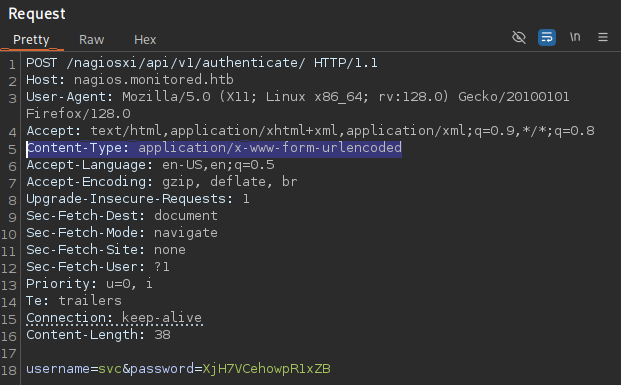 Request
Pretty Raw Hex \n
1 POST /nagiosxi/api/v1/authenticate/ HTTP/1.1
2 Host: nagios.monitored.htb
3 User-Agent: Mozilla/5.0 (X11; Linux x86_64; rv:128.0) Gecko/20100101
Firefox/128.0
4 Accept: text/html,application/xhtml+xml,application/xml;q=0.9,*/*;q=0.8
5 Content-Type: application/x-www-form-urlencoded
6 Accept-Language: en-US,en;q=0.5
7 Accept-Encoding: gzip, deflate, br
8 Upgrade-Insecure-Requests: 1
9 Sec-Fetch-Dest: document
10 Sec-Fetch-Mode: navigate
11 Sec-Fetch-Site: none
12 Sec-Fetch-User: ?1
13 Priority: u=0, i
14 Te: trailers
15 Connection: keep-alive
16 Content-Length: 38
17
18 username=svc&password=XjH7VCehowpR1xZB